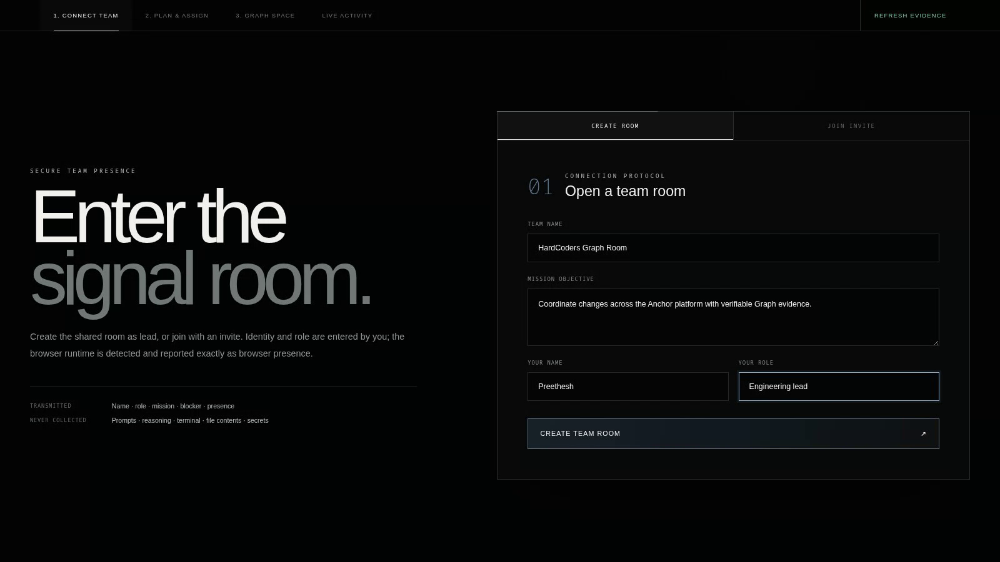 1. CONNECT TEAM
2. PLAN & ASSIGN
3. GRAPH SPACE
LIVE ACTIVITY
REFRESH EVIDENCE
SECURE TEAM PRESENCE
Enter the
signal room.
Create the shared room as lead, or join with an invite. Identity and role are entered by you; the
browser runtime is detected and reported exactly as browser presence.
TRANSMITTED
Name · role · mission · blocker · presence
NEVER COLLECTED
Prompts · reasoning · terminal · file contents · secrets
CREATE ROOM
JOIN INVITE
01
CONNECTION PROTOCOL
Open a team room
TEAM NAME
HardCoders Graph Room
MISSION OBJECTIVE
Coordinate changes across the Anchor platform with verifiable Graph evidence.
YOUR NAME
Preethesh
YOUR ROLE
Engineering lead
CREATE TEAM ROOM ↗